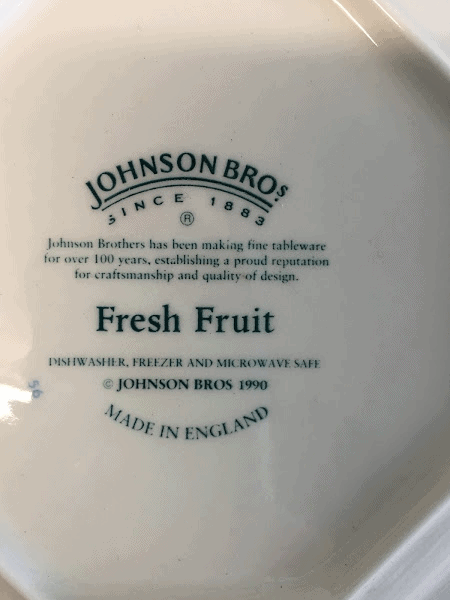 JOHNSON BROS
SINCE 1883
®
Johnson Brothers has been making fine tableware
for over 100 years, establishing a proud reputation
for craftsmanship and quality of design.
Fresh Fruit
DISHWASHER, FREEZER AND MICROWAVE SAFE
© JOHNSON BROS 1990
MADE IN ENGLAND